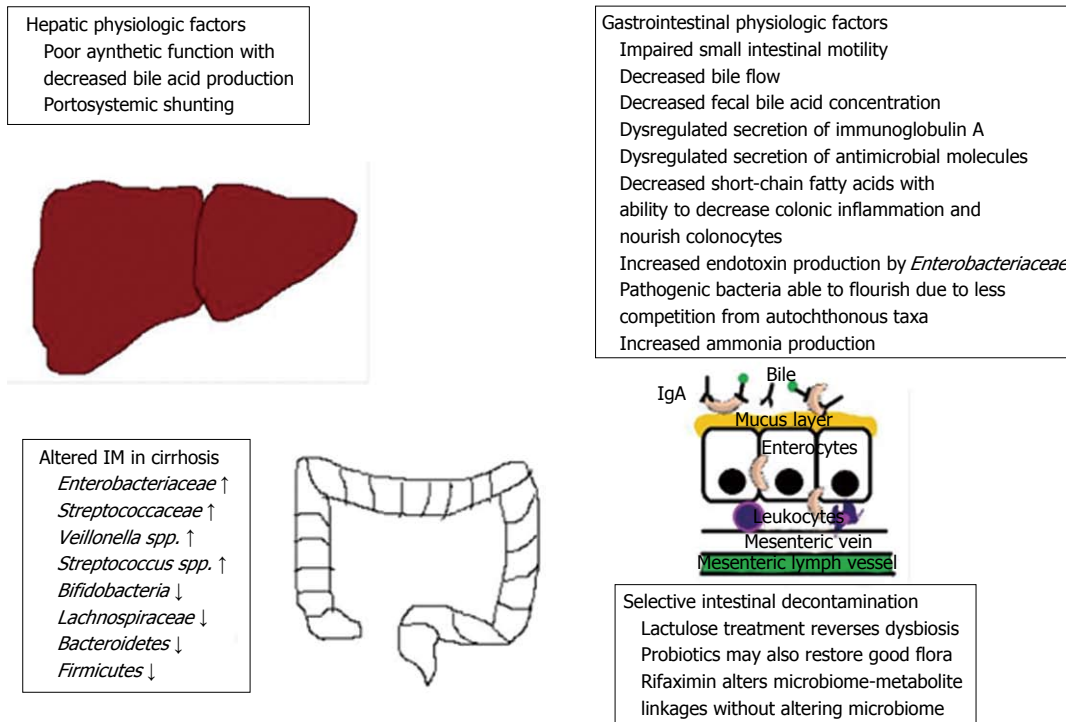 Hepatic physiologic factors
Poor aynthetic function with
decreased bile acid production
Portosystemic shunting
Gastrointestinal physiologic factors
Impaired small intestinal motility
Decreased bile flow
Decreased fecal bile acid concentration
Dysregulated secretion of immunoglobulin A
Dysregulated secretion of antimicrobial molecules
Decreased short-chain fatty acids with
ability to decrease colonic inflammation and
nourish colonocytes
Increased endotoxin production by Enterobacteriaceae
Pathogenic bacteria able to flourish due to less
competition from autochthonous taxa
Increased ammonia production
Altered IM in cirrhosis
Enterobacteriaceae ↑
Streptococcaceae ↑
Veillonella spp. ↑
Streptococcus spp. ↑
Bifidobacteria ↓
Lachnospiraceae ↓
Bacteroidetes ↓
Firmicutes ↓
Bile
IgA
Mucus layer
Enterocytes
Leukocytes
Mesenteric vein
Mesenteric lymph vessel
Selective intestinal decontamination
Lactulose treatment reverses dysbiosis
Probiotics may also restore good flora
Rifaximin alters microbiome-metabolite
linkages without altering microbiome